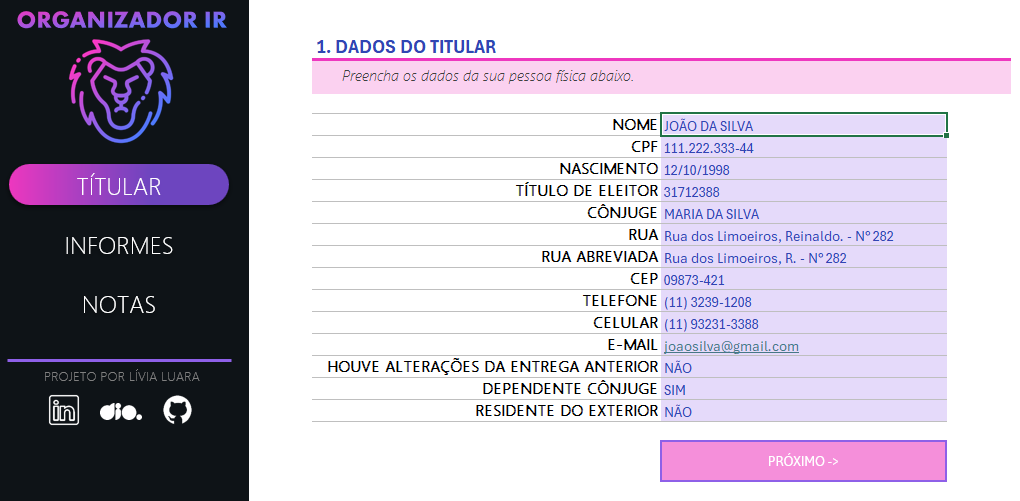 ORGANIZADOR IR
TÍTULAR
INFORMES
NOTAS
PROJETO POR LÍVIA LUARA
in
dio.
1. DADOS DO TITULAR
Preencha os dados da sua pessoa física abaixo.
NOME JOÃO DA SILVA
CPF 111.222.333-44
NASCIMENTO 12/10/1998
TÍTULO DE ELEITOR 31712388
CÔNJUGE MARIA DA SILVA
RUA Rua dos Limoeiros, Reinaldo. - Nº 282
RUA ABREVIADA Rua dos Limoeiros, R. - Nº 282
CEP 09873-421
TELEFONE (11) 3239-1208
CELULAR (11) 93231-3388
E-MAIL joaosilva@gmail.com
HOUVE ALTERAÇÕES DA ENTREGA ANTERIOR NÃO
DEPENDENTE CÔNJUGE SIM
RESIDENTE DO EXTERIOR NÃO
PRÓXIMO ->